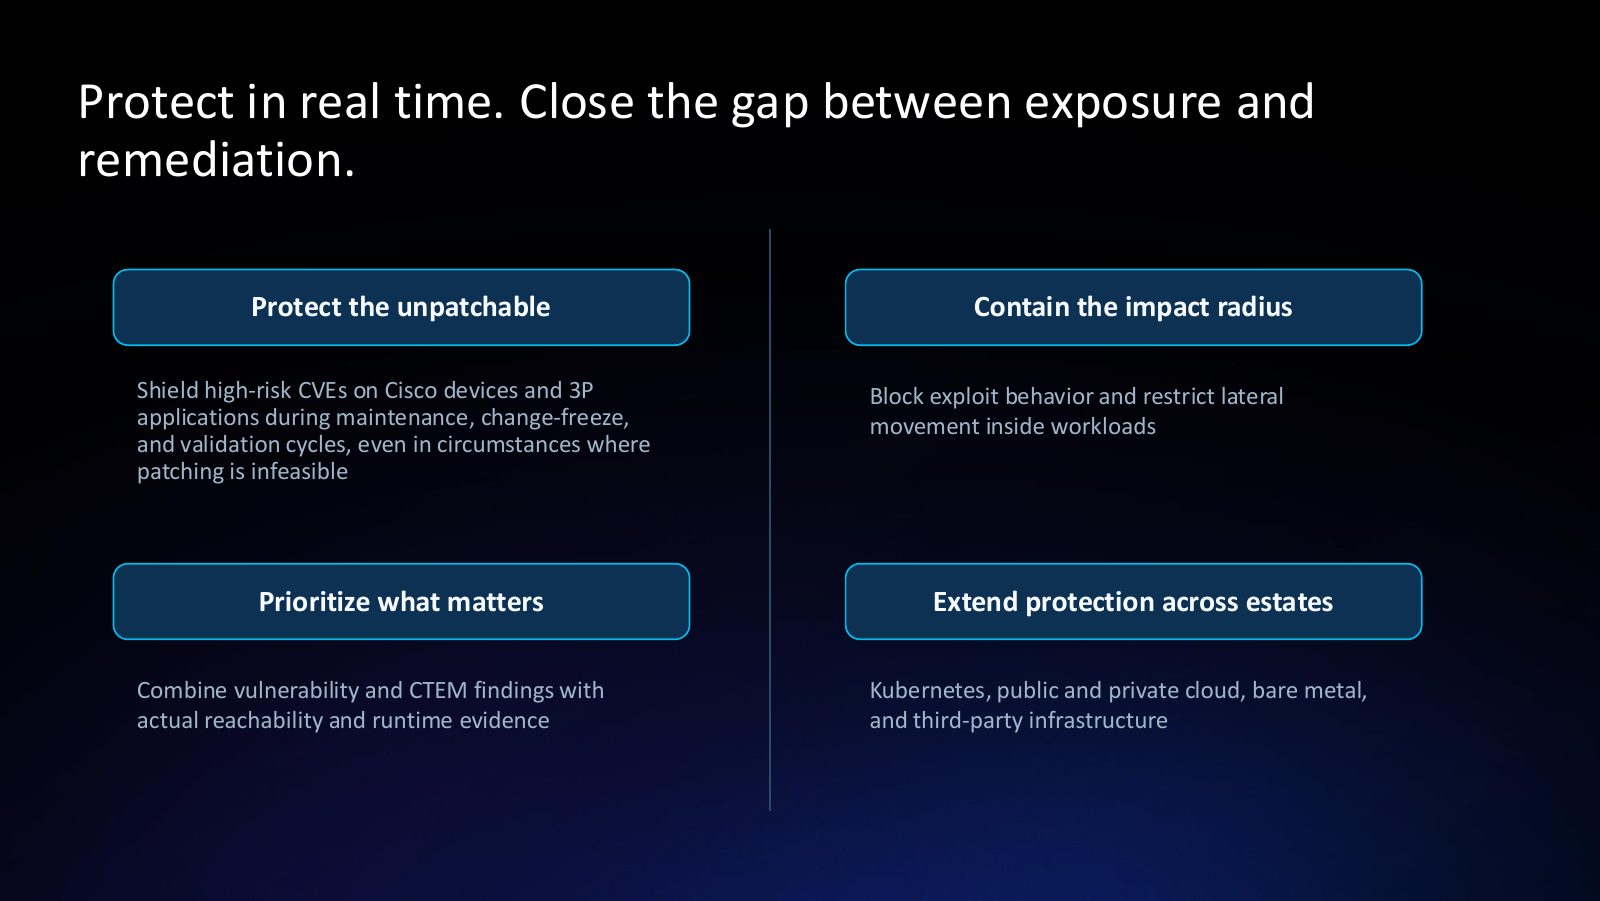 Protect in real time. Close the gap between exposure and
remediation.
Protect the unpatchable
Shield high-risk CVEs on Cisco devices and 3P
applications during maintenance, change-freeze,
and validation cycles, even in circumstances where
patching is infeasible
Prioritize what matters
Combine vulnerability and CTEM findings with
actual reachability and runtime evidence
Contain the impact radius
Block exploit behavior and restrict lateral
movement inside workloads
Extend protection across estates
Kubernetes, public and private cloud, bare metal,
and third-party infrastructure